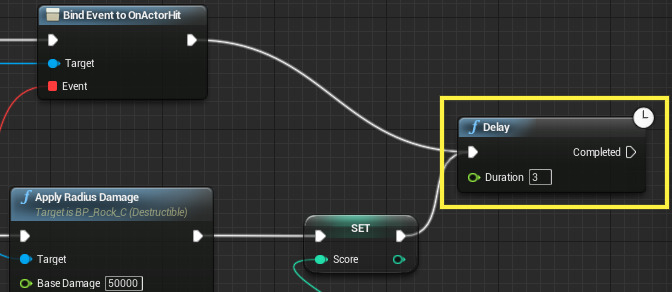 Bind Event to OnActorHit
Target
Event
Delay
Completed
Duration 3
Apply Radius Damage
Target is BP_Rock_C (Destructible)
Target
Base Damage 50000
SET
Score